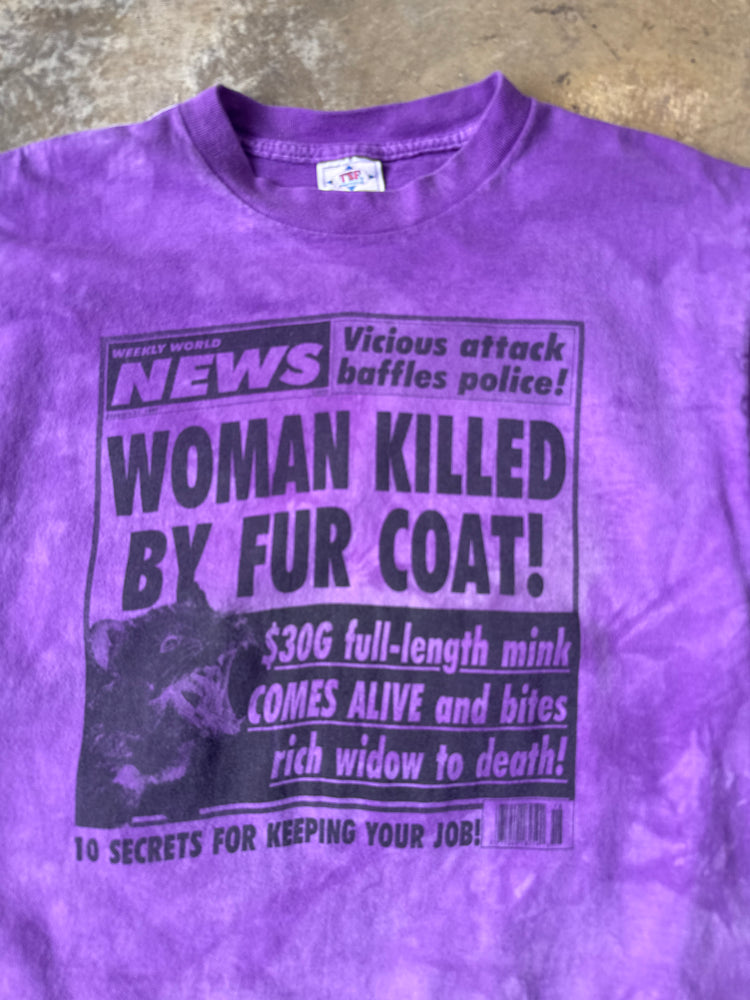 WEEKLY WORLD
NEWS
Vicious attack
baffles police!
WOMAN KILLED
BY FUR COAT!
$30G full-length mink
COMES ALIVE and bites
rich widow to death!
10 SECRETS FOR KEEPING YOUR JOB!